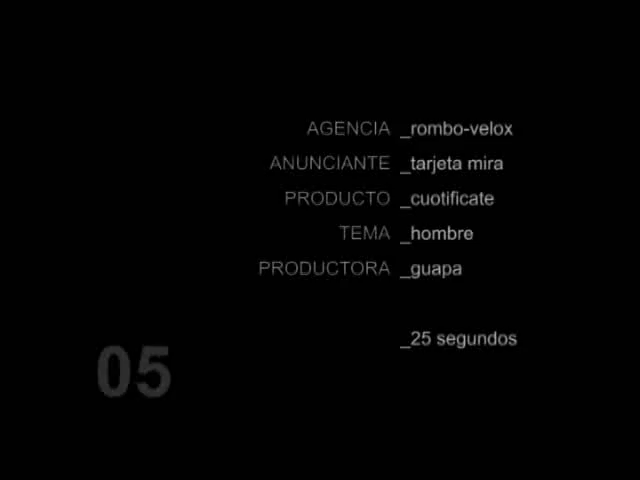 AGENCIA _rombo-velox
ANUNCIANTE _tarjeta mira
PRODUCTO _cuotificate
TEMA _hombre
PRODUCTORA _guapa
_25 segundos
05